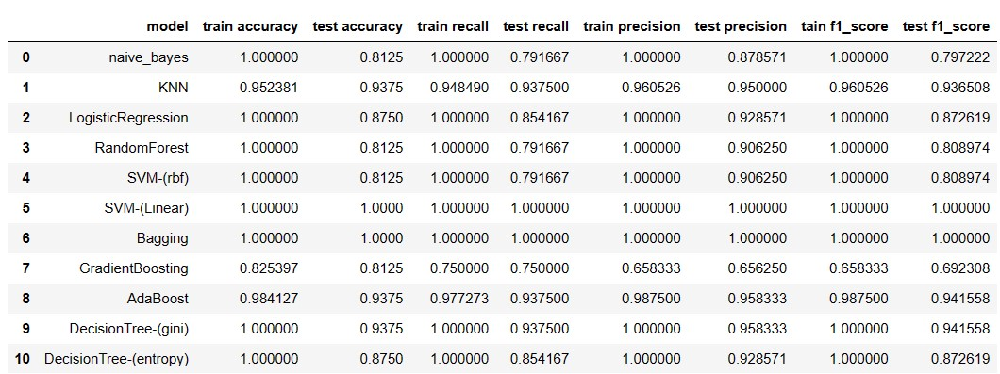 model train accuracy test accuracy train recall test recall train precision test precision tain f1_score test f1_score
0 naive_bayes 1.000000 0.8125 1.000000 0.791667 1.000000 0.878571 1.000000 0.797222
1 KNN 0.952381 0.9375 0.948490 0.937500 0.960526 0.950000 0.960526 0.936508
2 LogisticRegression 1.000000 0.8750 1.000000 0.854167 1.000000 0.928571 1.000000 0.872619
3 RandomForest 1.000000 0.8125 1.000000 0.791667 1.000000 0.906250 1.000000 0.808974
4 SVM-(rbf) 1.000000 0.8125 1.000000 0.791667 1.000000 0.906250 1.000000 0.808974
5 SVM-(Linear) 1.000000 1.0000 1.000000 1.000000 1.000000 1.000000 1.000000 1.000000
6 Bagging 1.000000 1.0000 1.000000 1.000000 1.000000 1.000000 1.000000 1.000000
7 GradientBoosting 0.825397 0.8125 0.750000 0.750000 0.658333 0.656250 0.658333 0.692308
8 AdaBoost 0.984127 0.9375 0.977273 0.937500 0.987500 0.958333 0.987500 0.941558
9 DecisionTree-(gini) 1.000000 0.9375 1.000000 0.937500 1.000000 0.958333 1.000000 0.941558
10 DecisionTree-(entropy) 1.000000 0.8750 1.000000 0.854167 1.000000 0.928571 1.000000 0.872619